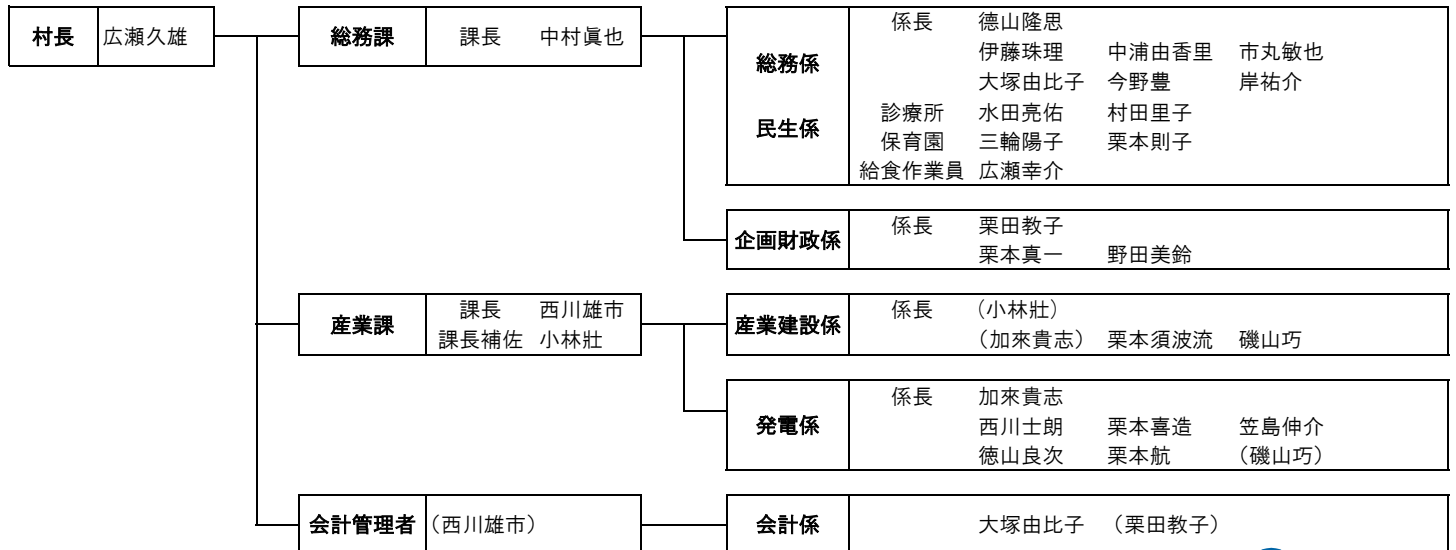 村長 広瀬久雄
総務課 課長 中村眞也
総務係 民生係
係長 德山隆思
伊藤珠理 中浦由香里 市丸敏也
大塚由比子 今野豊 岸祐介
診療所 水田亮佑 村田里子
保育園 三輪陽子 栗本則子
給食作業員 広瀬幸介
企画財政係
係長 栗田教子
栗本真一 野田美鈴
産業課
課長 西川雄市
課長補佐 小林壯
産業建設係
係長 (小林壯)
(加來貴志) 栗本須波流 磯山巧
発電係
係長 加來貴志
西川士朗 栗本喜造 笠島伸介
徳山良次 栗本航 (磯山巧)
会計管理者 (西川雄市)
会計係 大塚由比子 (栗田教子)